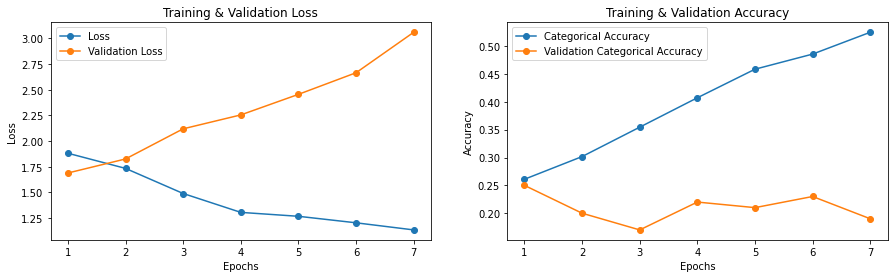 Training & Validation Loss
Loss
Validation Loss
3.00
2.75
2.50
2.25
2.00
1.75
1.50
1.25
Loss
1 2 3 4 5 6 7
Epochs
Training & Validation Accuracy
Categorical Accuracy
Validation Categorical Accuracy
0.50
0.45
0.40
0.35
0.30
0.25
0.20
Accuracy
1 2 3 4 5 6 7
Epochs